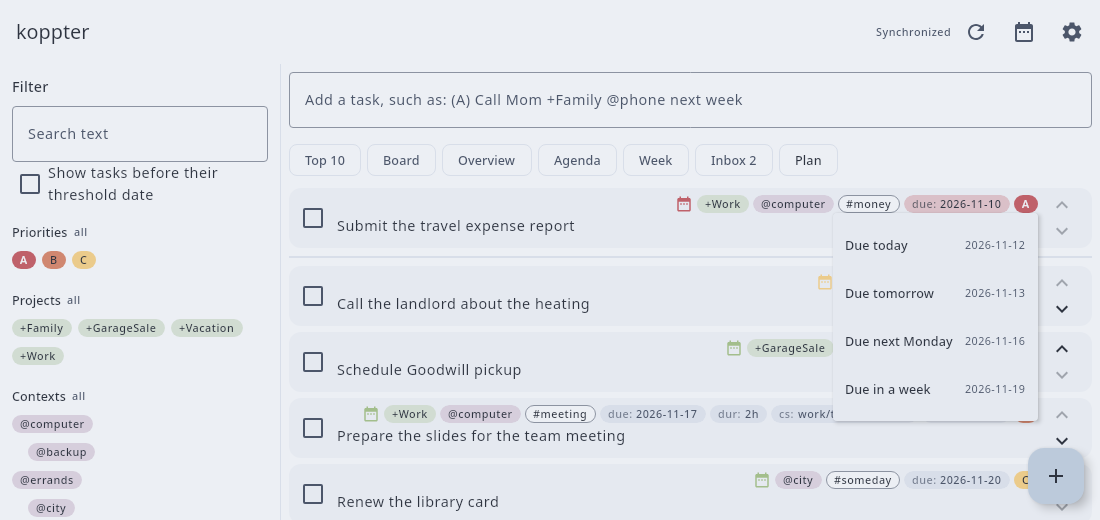 koppter
Synchronized
Filter
Search text
Show tasks before their
threshold date
Priorities all
A B C
Projects all
+Family +GarageSale +Vacation
+Work
Contexts all
@computer
@backup
@errands
@city
Add a task, such as: (A) Call Mom +Family @phone next week
Top 10 Board Overview Agenda Week Inbox 2 Plan
+Work @computer #money due: 2026-11-10 A
Submit the travel expense report
Call the landlord about the heating
+GarageSale
Schedule Goodwill pickup
+Work @computer #meeting due: 2026-11-17 dur: 2h cs: work/
Prepare the slides for the team meeting
@city #someday due: 2026-11-20 C
Renew the library card
Due today 2026-11-12
Due tomorrow 2026-11-13
Due next Monday 2026-11-16
Due in a week 2026-11-19
+